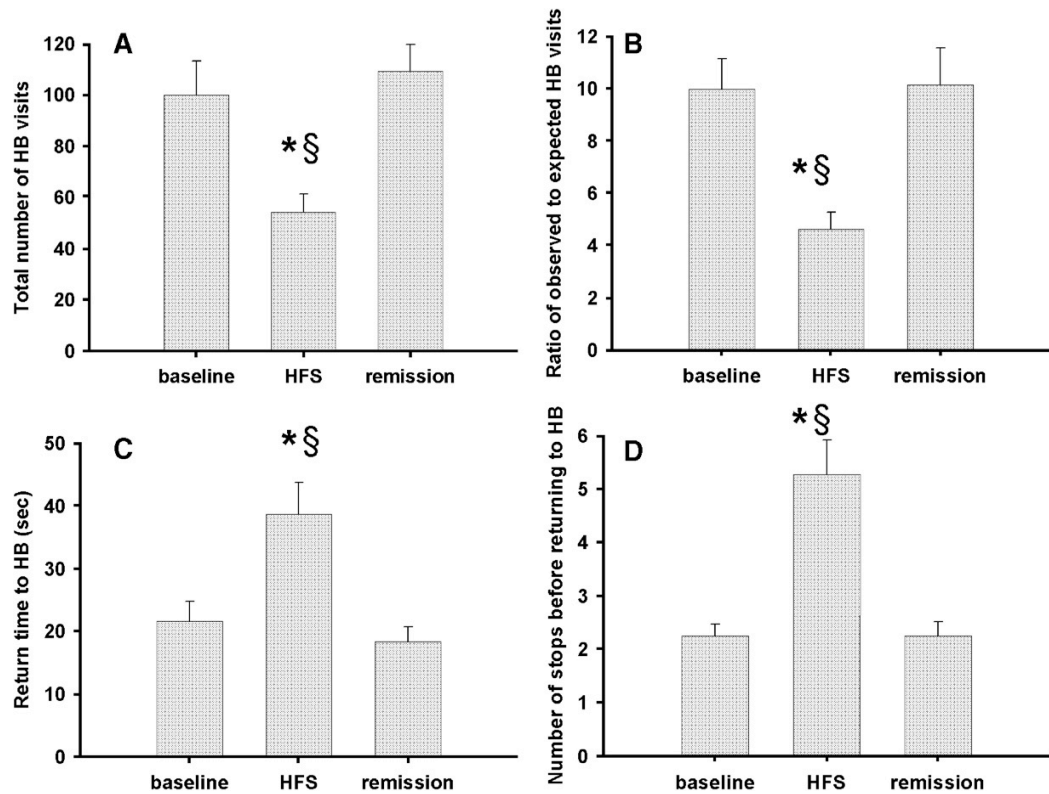 A
Total number of HB visits
120
100
80
60
40
20
0
*§
baseline HFS remission
B
Ratio of observed to expected HB visits
12
10
8
6
4
2
0
*§
baseline HFS remission
C
Return time to HB (sec)
50
40
30
20
10
0
*§
baseline HFS remission
D
Number of stops before returning to HB
6
5
4
3
2
1
0
*§
baseline HFS remission